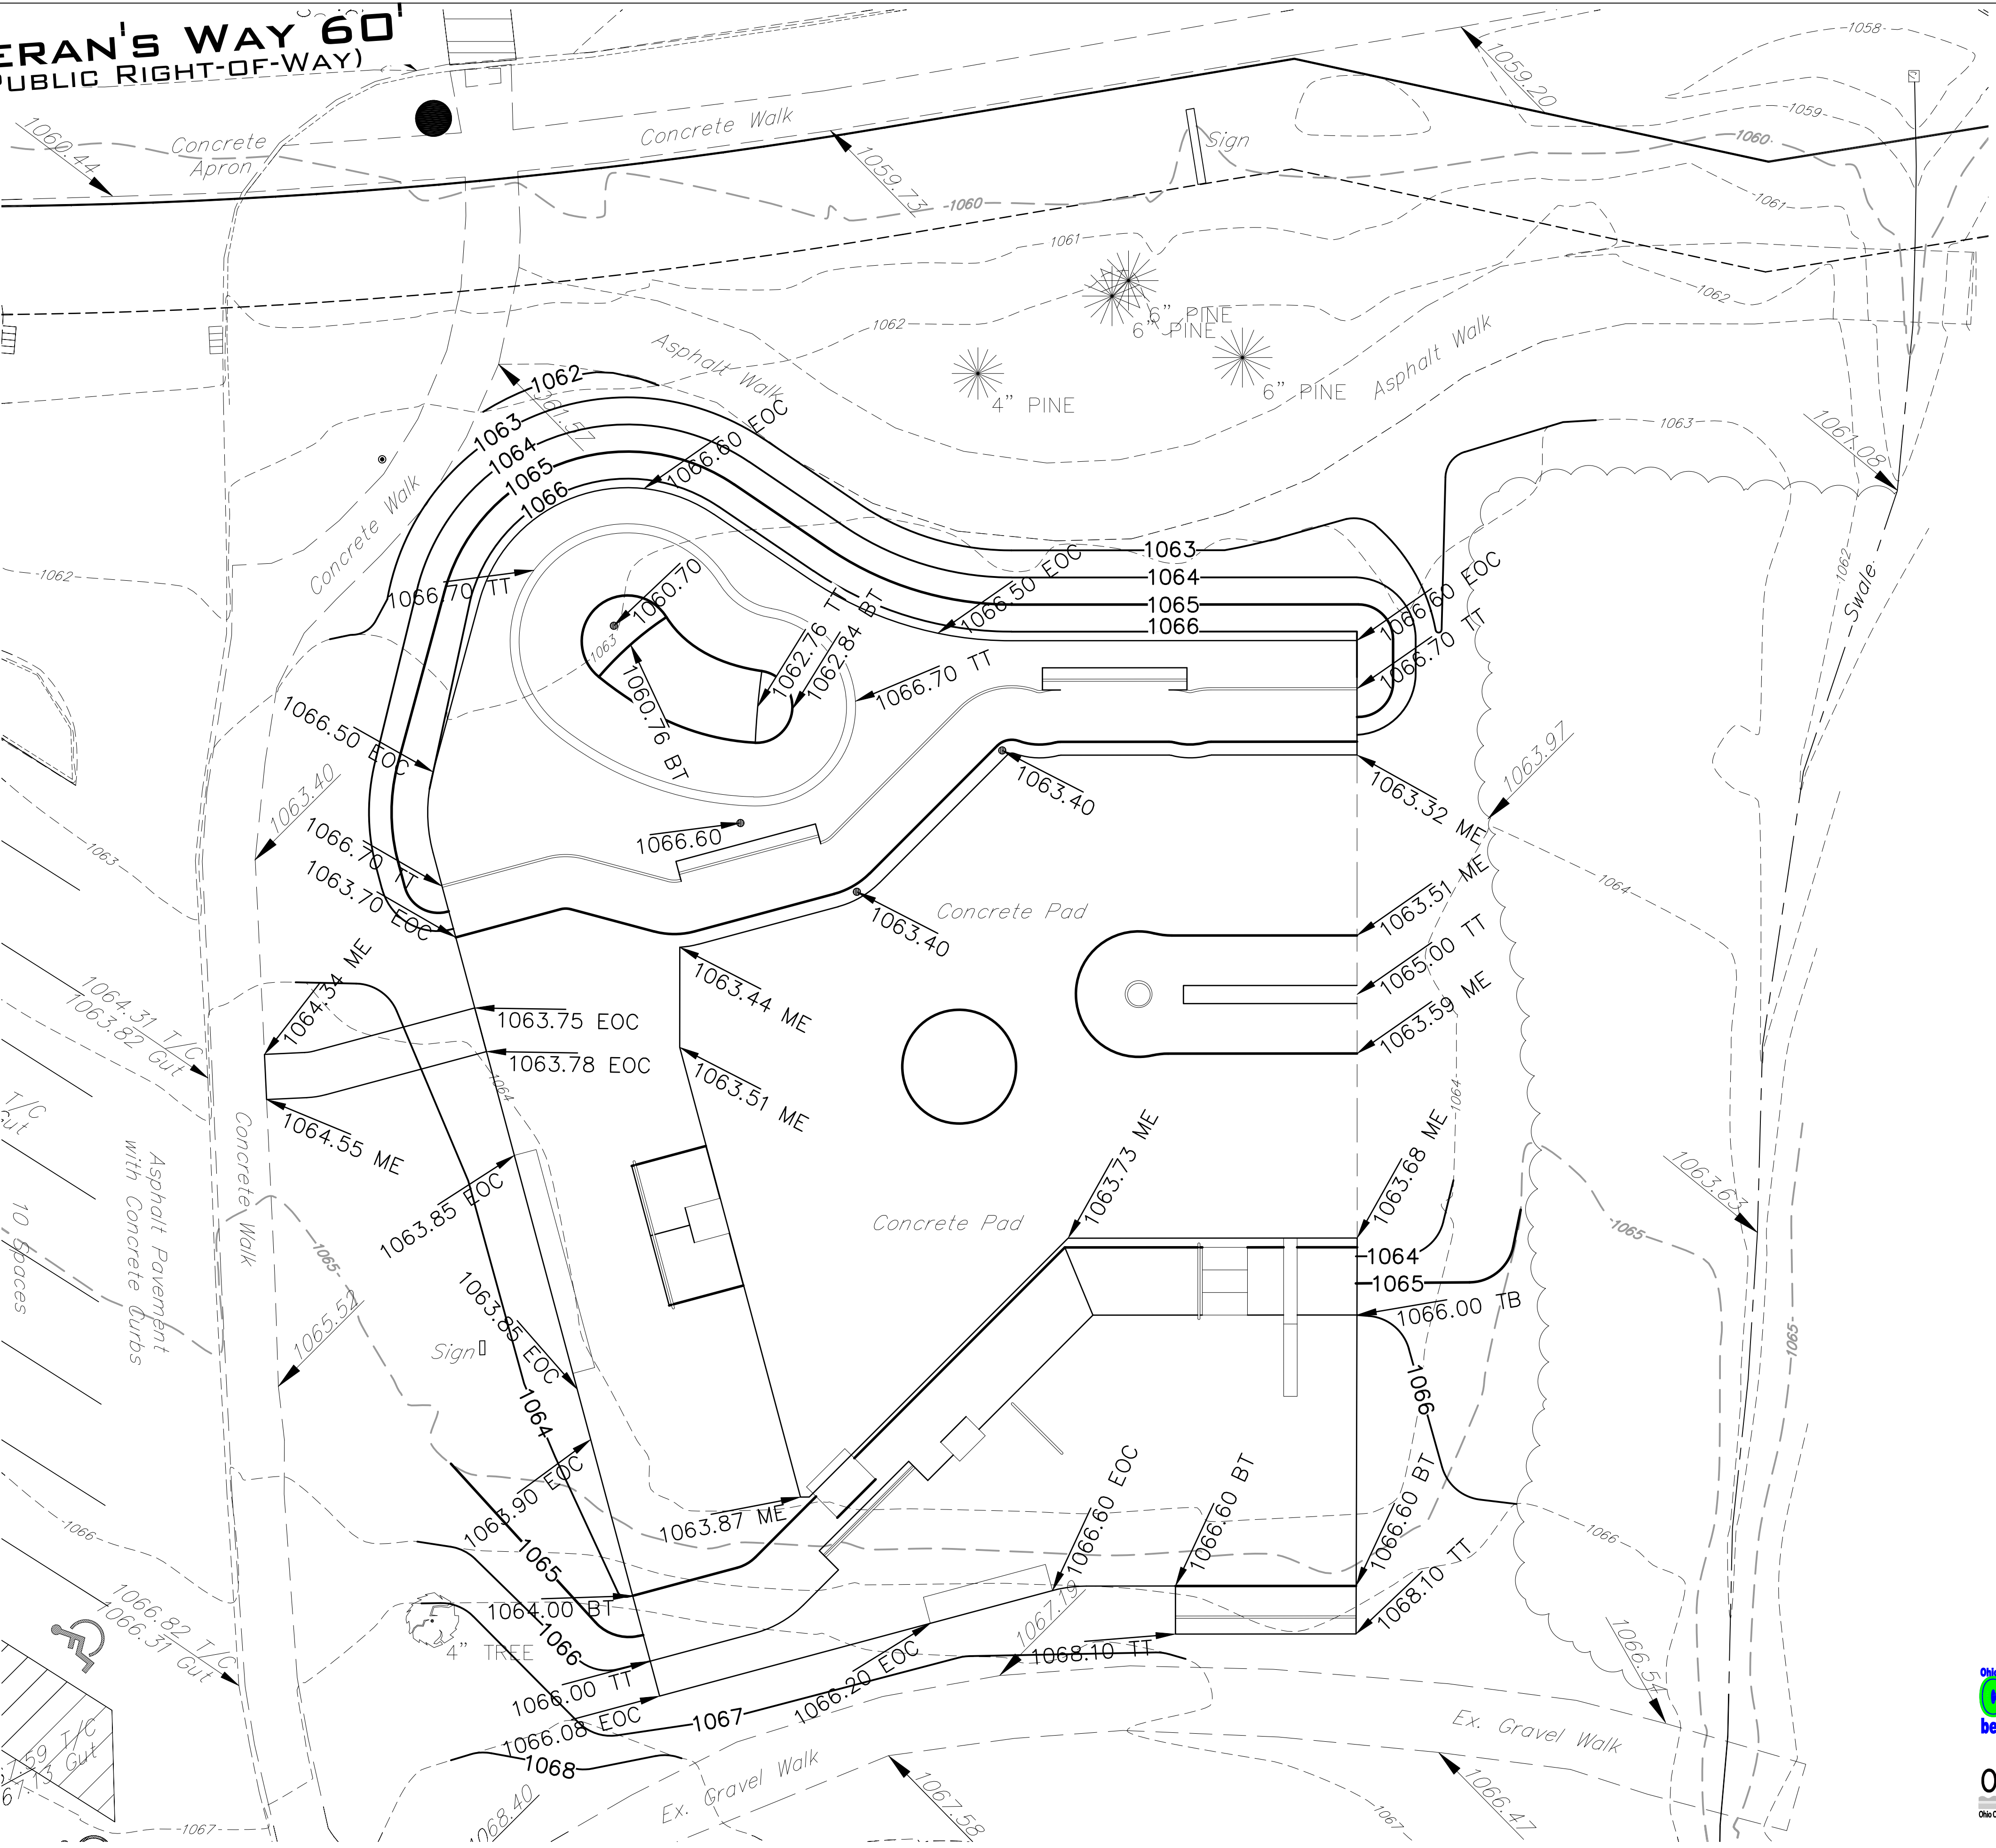 ERAN'S WAY 60'
PUBLIC RIGHT-OF-WAY)
1058
1059.20
1059
1060
1060.44
Concrete
Apron
Concrete Walk
1059.73
Sign
1060
1061
1061
1062
1062
6" PINE
6" PINE
4" PINE
6" PINE
Asphalt Walk
Asphalt Walk
1062
1063
1064
1065
1066
1066.60 EOC
1063
1061.08
Concrete Walk
1062
1066.70 TT
1060.70
1063
1060.76 BT
1062.76 TT
1062.84 BT
1066.70 TT
1066.50 EOC
1063
1064
1065
1066
1066.60 EOC
1066.70 TT
1062
Swale
1066.50 EOC
1063.40
1066.70 TT
1063.70 EOC
1063
1066.60
1063.40
1063.40
1063.32 ME
1063.97
1064
Concrete Pad
1063.51 ME
1065.00 TT
1063.59 ME
1064.34 ME
1064.31 T/C
1063.82 Gut
1063.75 EOC
1063.78 EOC
1063.44 ME
1063.51 ME
1064
1064
1064.55 ME
T/C
Gut
Concrete Walk
Asphalt Pavement
with Concrete Curbs
10 Spaces
1063.85 EOC
Concrete Pad
1063.73 ME
1063.68 ME
1063.63
1064
1065
1066.00 TB
1065
1065
1065
1065.52
1063.85 EOC
Sign
1064
1066
1063.90 EOC
1063.87 ME
1066.60 EOC
1066.60 BT
1066.60 BT
1066
1066
1065
1064.00 BT
1066.82 T/C
1066.31 Gut
4" TREE
1066
1066.00 TT
1066.08 EOC
1067
1066.20 EOC
1067.19
1068.10 TT
1068.10 TT
1066.54
1068
Ex. Gravel Walk
Ex. Gravel Walk
67.13 Gut
1067
1068.40
1067.58
1066.47
1067
Ohio
be
Ohio